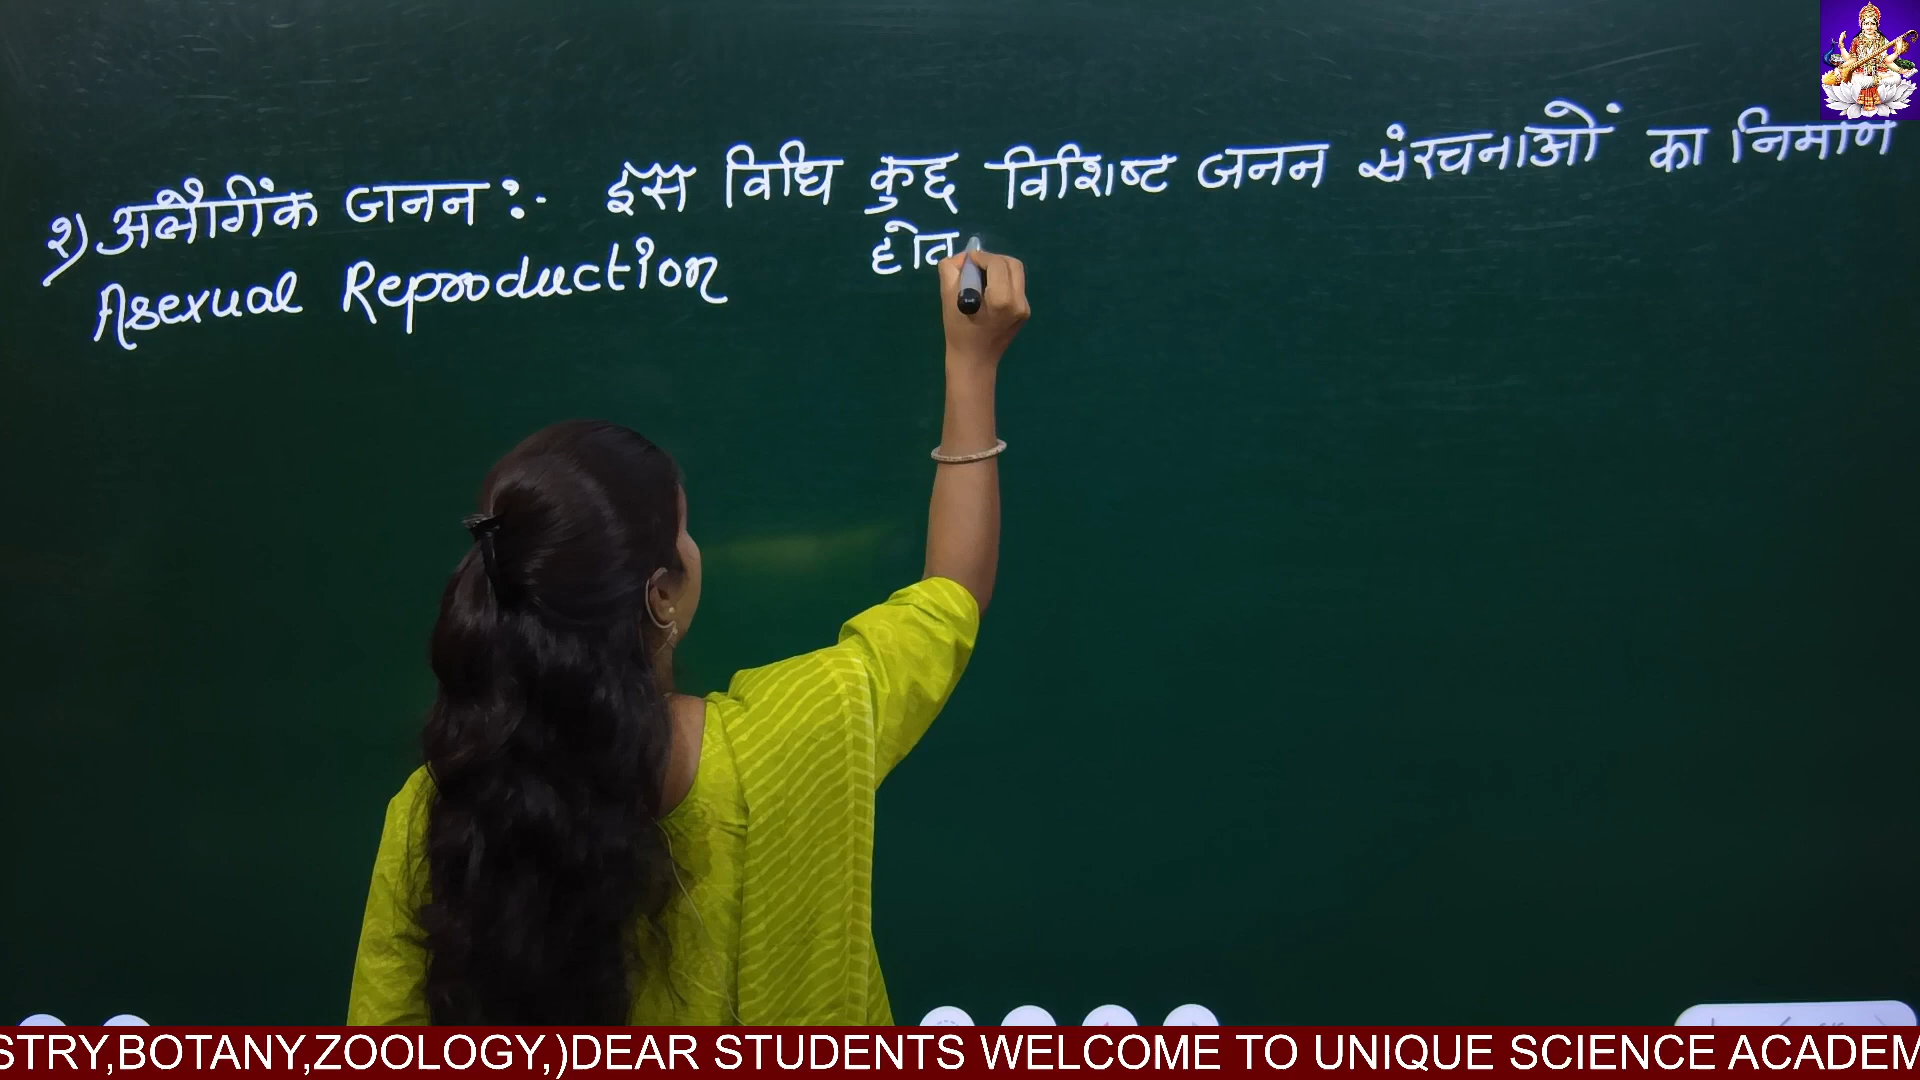 २) अलैगिंक जनन :- इस विधि कुद्द विशिष्ट जनन संरचनाओं का निमाण
Asexual Reproduction होत
STRY,BOTANY,ZOOLOGY,)DEAR STUDENTS WELCOME TO UNIQUE SCIENCE ACADEM